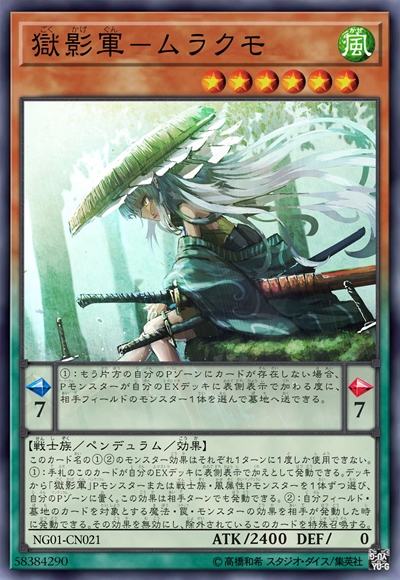 獄影軍－ムラクモ
風
①：もう片方の自分のPゾーンにカードが存在しない場合、
Pモンスターが自分のEXデッキに表側表示で加わる度に、
相手フィールドのモンスター1体を選んで墓地へ送できる。
7
7
【戦士族／ペンデュラム／効果】
このカード名の①②のモンスター効果はそれぞれ1ターンに1度しか使用できない。
①：手札のこのカードが自分のEXデッキに表側表示で加えとして発動できる。デッキ
から「獄影軍」Pモンスターまたは戦士族・風属性Pモンスターを1体ずつ選び、
自分のPゾーンに置く。この効果は相手ターンでも発動できる。②：自分フィールド・
墓地のカードを対象とする魔法・罠・モンスターの効果を相手が発動した時
に発動できる。その効果を無効にし、除外されているこのカードを特殊召喚する。
NG01-CN021
ATK/2400 DEF/ 0
58384290
©高橋和希 スタジオ・ダイス/集英社